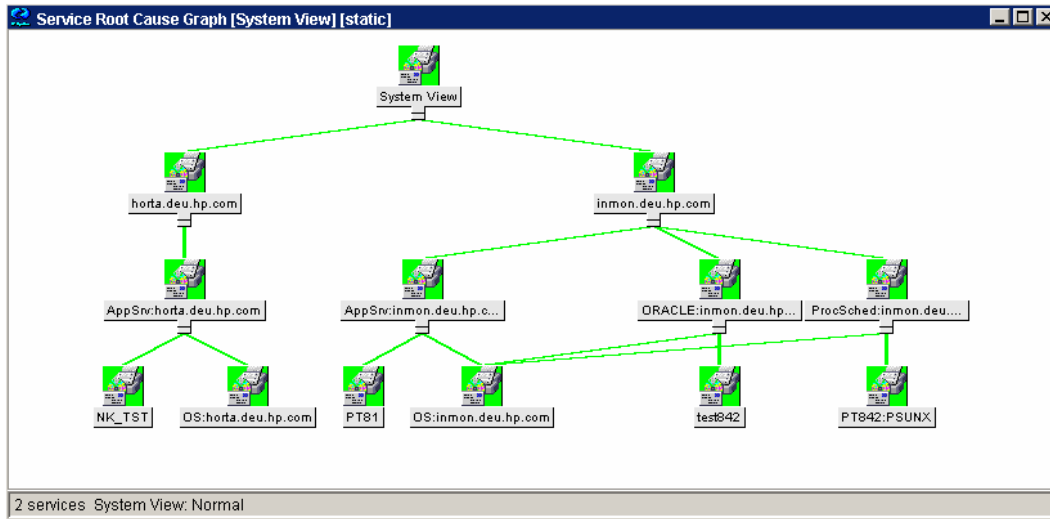 Service Root Cause Graph [System View] [static]
System View
horta.deu.hp.com
inmon.deu.hp.com
AppSrv:horta.deu.hp.com
AppSrv:inmon.deu.hp.c...
ORACLE:inmon.deu.hp...
ProcSched:inmon.deu....
NK_TST
OS:horta.deu.hp.com
PT81
OS:inmon.deu.hp.com
test842
PT842:PSUNX
2 services System View: Normal